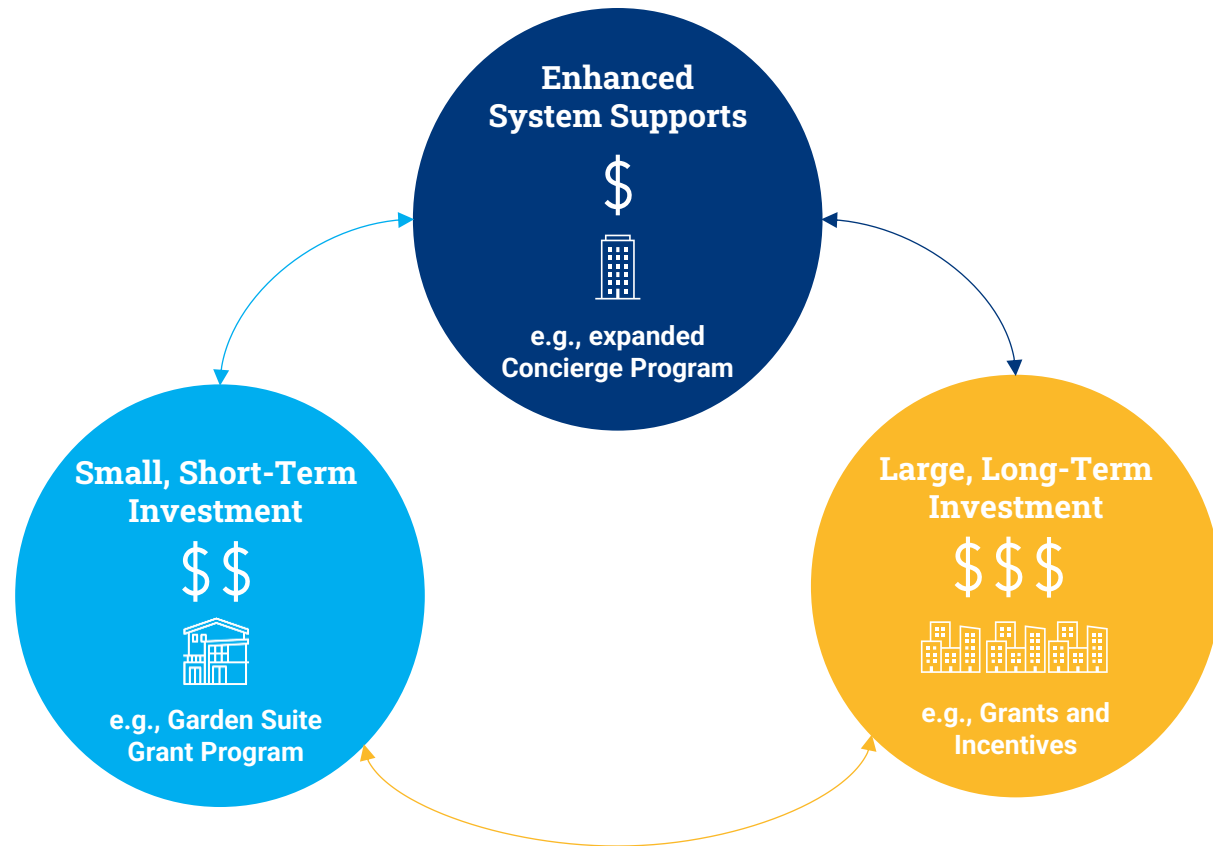 Enhanced
System Supports
$
e.g., expanded
Concierge Program
Small, Short-Term
Investment
$$
e.g., Garden Suite
Grant Program
Large, Long-Term
Investment
$$$
e.g., Grants and
Incentives